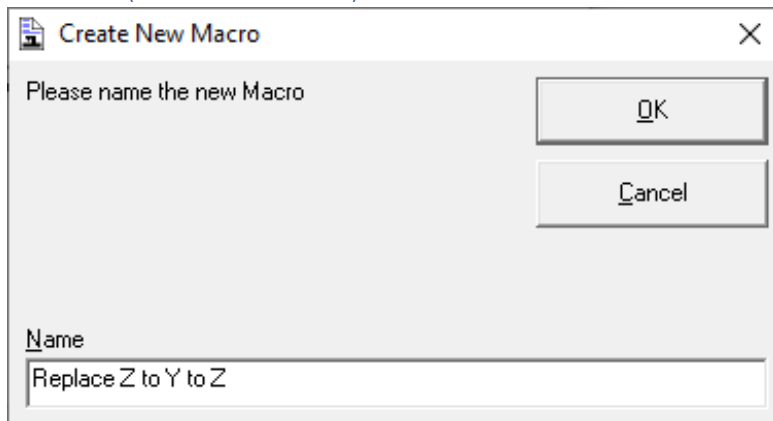 Create New Macro
Please name the new Macro
OK
Cancel
Name
Replace Z to Y to Z